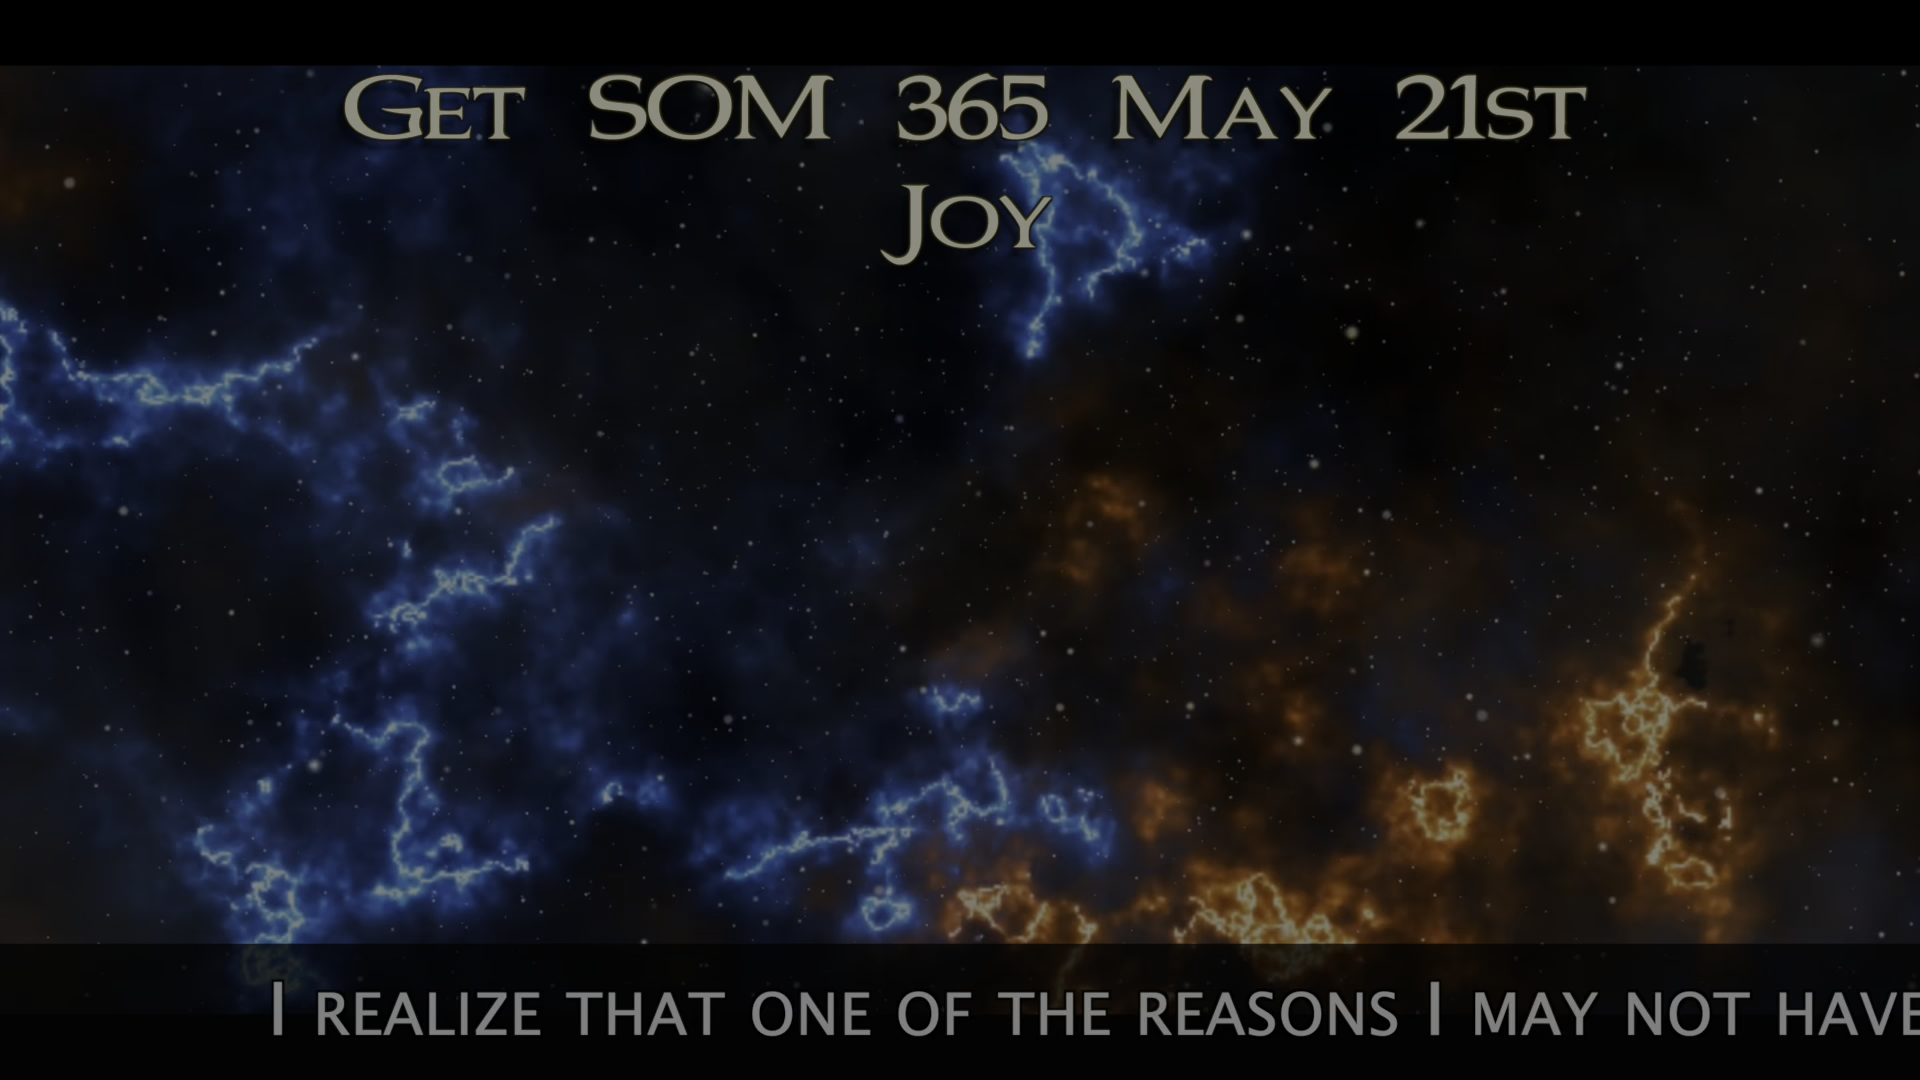 Get SOM 365 May 21st
Joy
I realize that one of the reasons I may not have